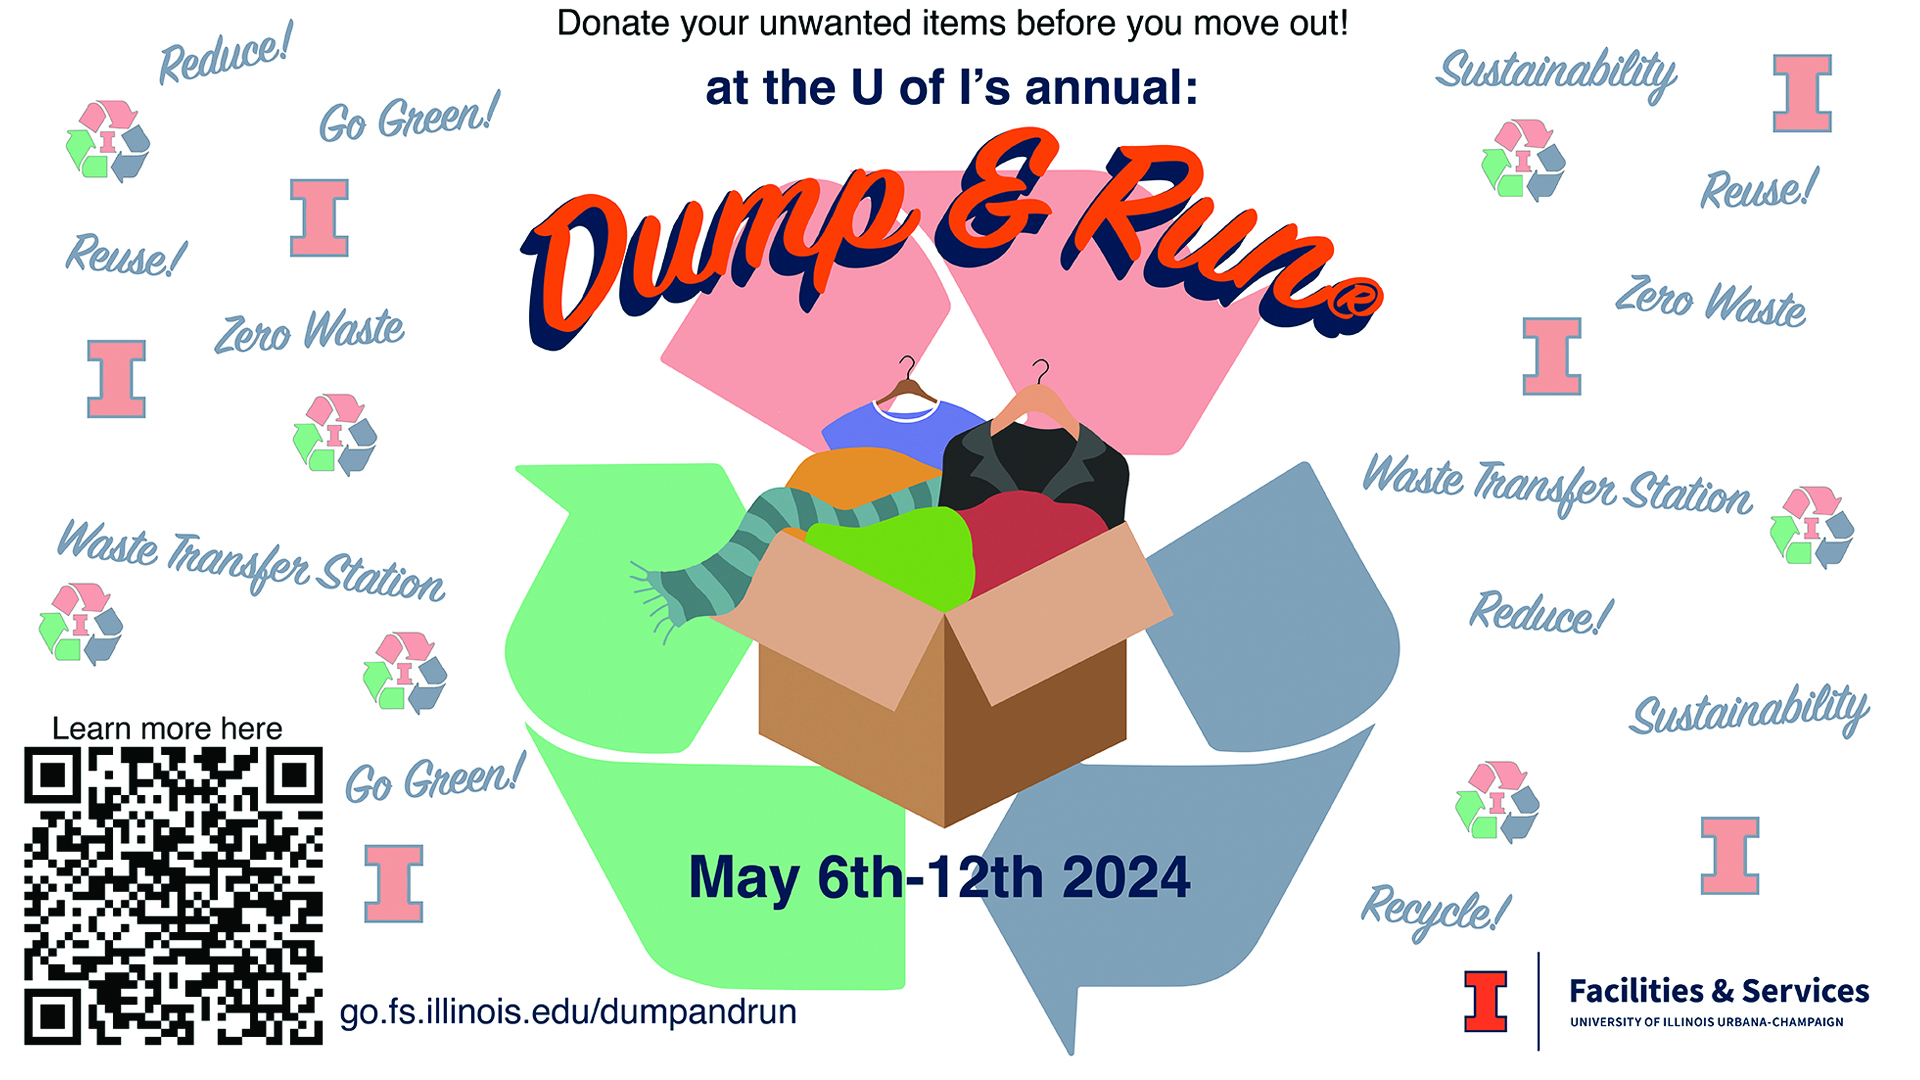 Donate your unwanted items before you move out!
at the U of I's annual:
Dump & Run®
Reduce!
Go Green!
I
Reuse!
Zero Waste
I
Waste Transfer Station
Go Green!
I
Sustainability
I
Reuse!
Zero Waste
I
Waste Transfer Station
Reduce!
Sustainability
I
Recycle!
May 6th-12th 2024
Learn more here
go.fs.illinois.edu/dumpandrun
I
Facilities & Services
UNIVERSITY OF ILLINOIS URBANA-CHAMPAIGN